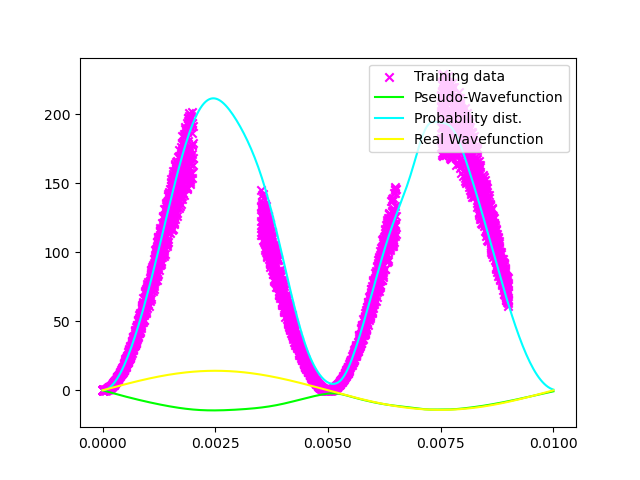 Training data
Pseudo-Wavefunction
Probability dist.
Real Wavefunction
200
150
100
50
0
0.0000 0.0025 0.0050 0.0075 0.0100